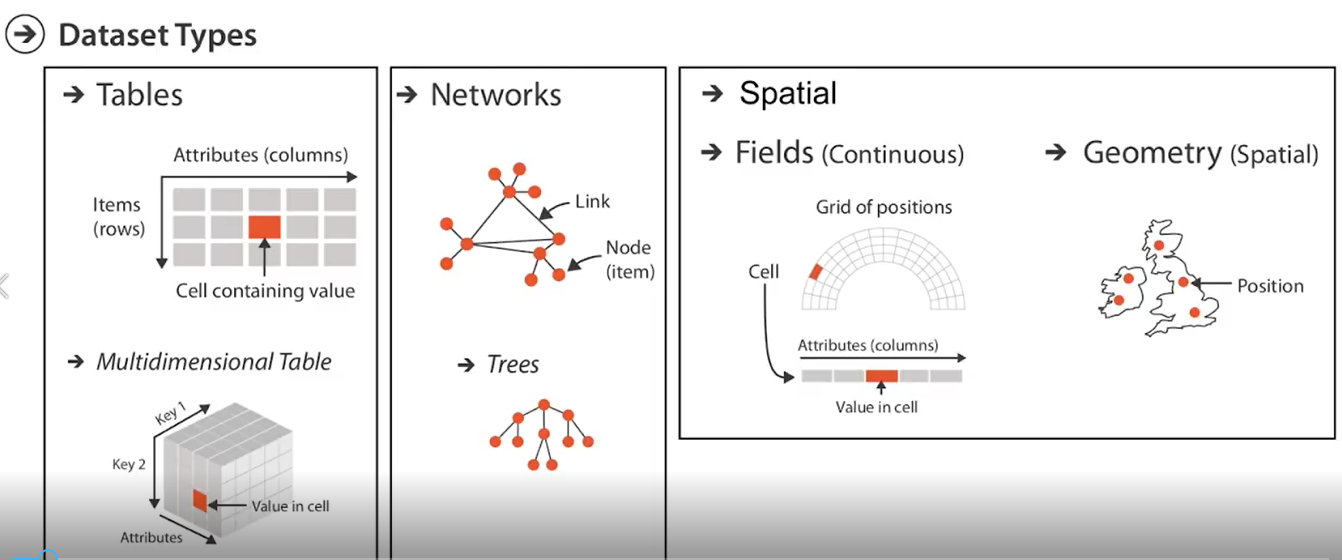 Dataset Types
Tables
Attributes (columns)
Items
(rows)
Cell containing value
Multidimensional Table
Key 1
Key 2
Value in cell
Attributes
Networks
Link
Node
(item)
Trees
Spatial
Fields (Continuous)
Grid of positions
Cell
Attributes (columns)
Value in cell
Geometry (Spatial)
Position